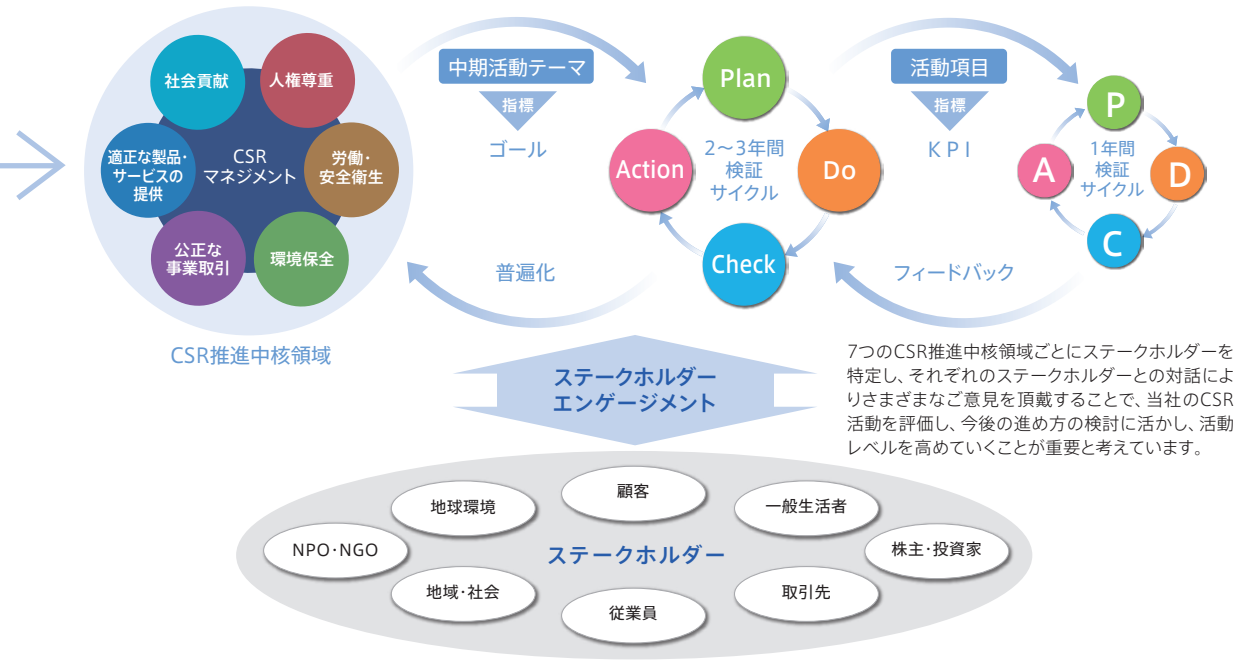 社会貢献
人権尊重
適正な製品・
サービスの
提供
CSR
マネジメント
労働・
安全衛生
公正な
事業取引
環境保全
CSR推進中核領域
中期活動テーマ
指標
ゴール
普遍化
Plan
Action
2～3年間
検証
サイクル
Do
Check
活動項目
指標
KPI
フィードバック
P
A
1年間
検証
サイクル
D
C
ステークホルダー
エンゲージメント
7つのCSR推進中核領域ごとにステークホルダーを
特定し、それぞれのステークホルダーとの対話によ
りさまざまなご意見を頂戴することで、当社のCSR
活動を評価し、今後の進め方の検討に活かし、活動
レベルを高めていくことが重要と考えています。
顧客
地球環境
一般生活者
NPO・NGO
ステークホルダー
株主・投資家
地域・社会
取引先
従業員